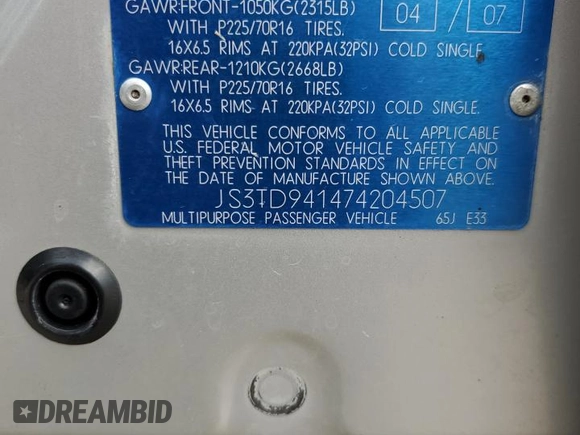 GAWR:FRONT-1050KG(2315LB)
WITH P225/70R16 TIRES.
16X6.5 RIMS AT 220KPA(32PSI) COLD SINGLE.
04 / 07
GAWR:REAR-1210KG(2668LB)
WITH P225/70R16 TIRES.
16X6.5 RIMS AT 220KPA(32PSI) COLD SINGLE.
THIS VEHICLE CONFORMS TO ALL APPLICABLE
U.S. FEDERAL MOTOR VEHICLE SAFETY AND
THEFT PREVENTION STANDARDS IN EFFECT ON
THE DATE OF MANUFACTURE SHOWN ABOVE.
JS3TD941474204507
MULTIPURPOSE PASSENGER VEHICLE 65J E33
DREAMBID